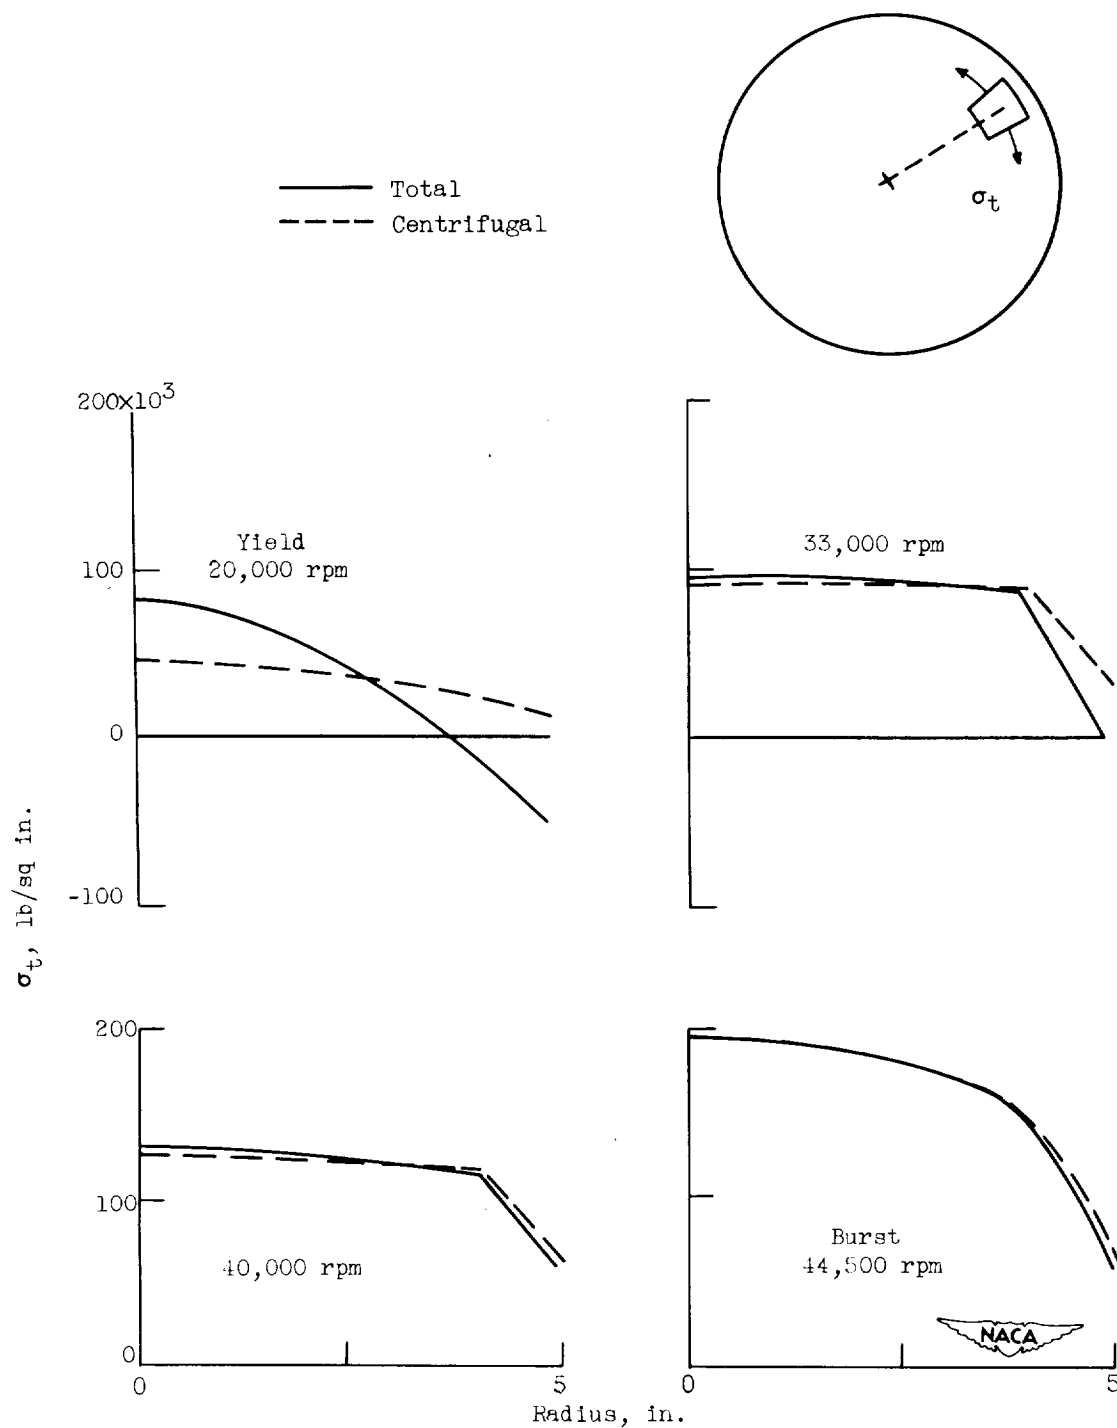 Total
Centrifugal
σt
200×10³
Yield
20,000 rpm
33,000 rpm
100
0
-100
σt, lb/sq in.
200
100
0
40,000 rpm
Burst
44,500 rpm
NACA
0
5
0
5
Radius, in.